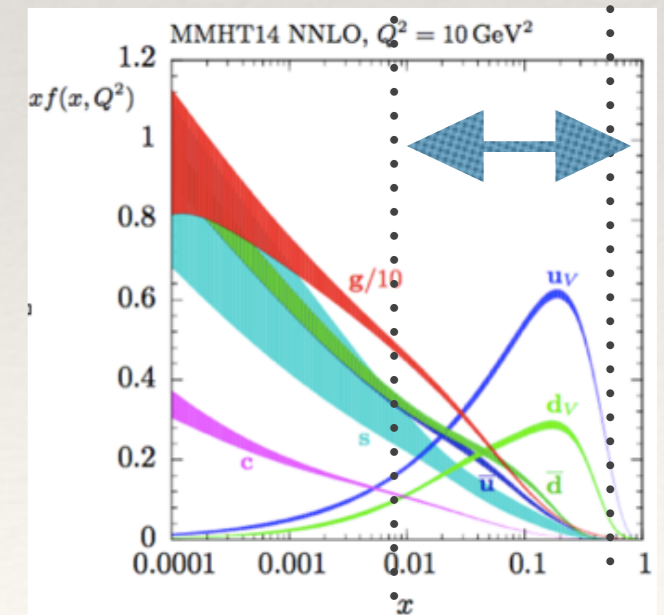 MMHT14 NNLO, Q² = 10 GeV²
xf(x, Q²)
1.2
1
0.8
0.6
0.4
0.2
0
g/10
u_V
d_V
s
c
ū
d̄
0.0001 0.001 0.01 0.1 1
x